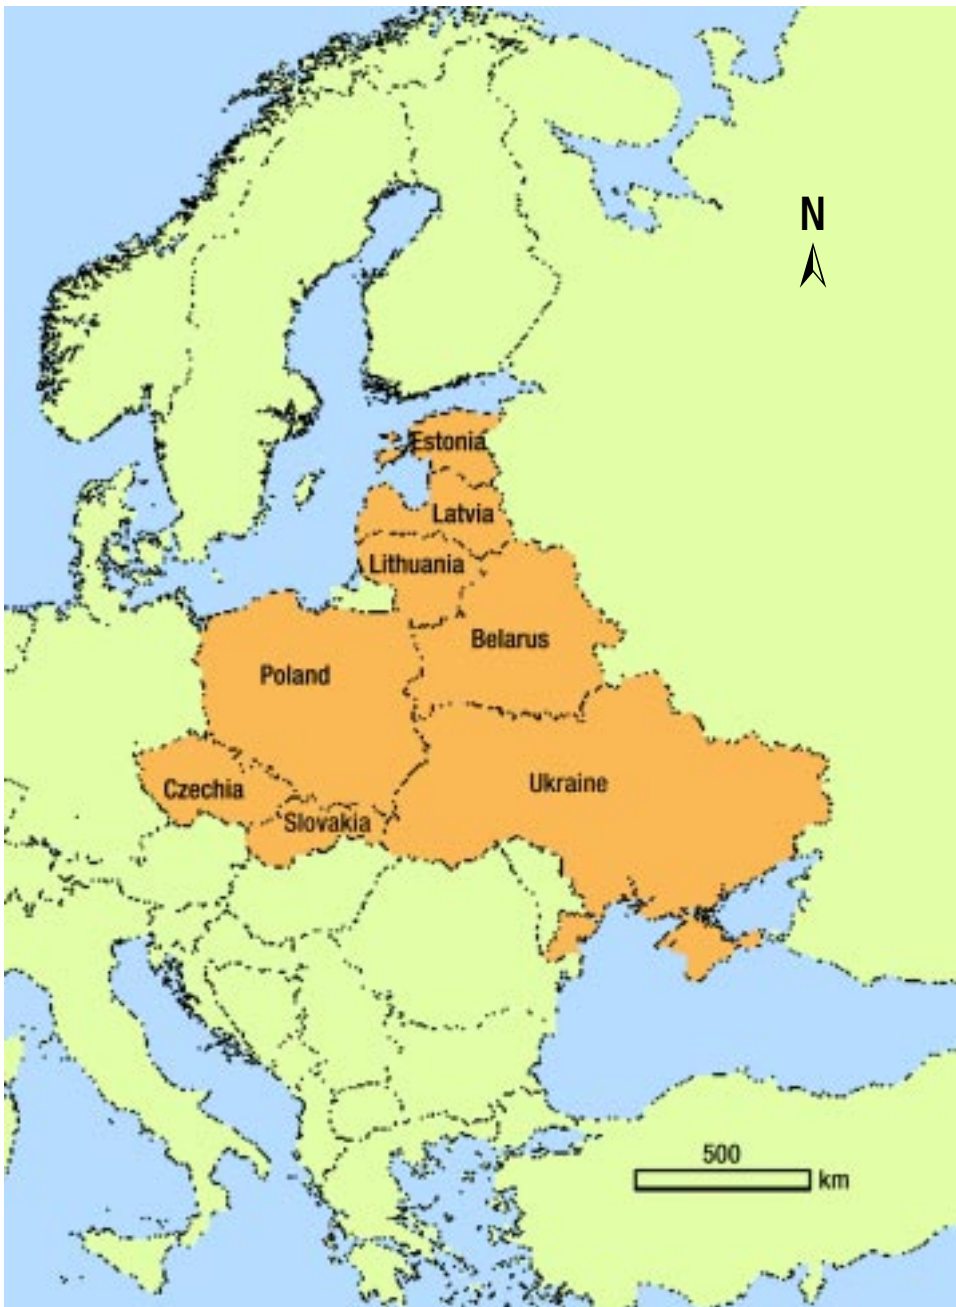 N
Estonia
Latvia
Lithuania
Belarus
Poland
Ukraine
Czechia
Slovakia
500
km